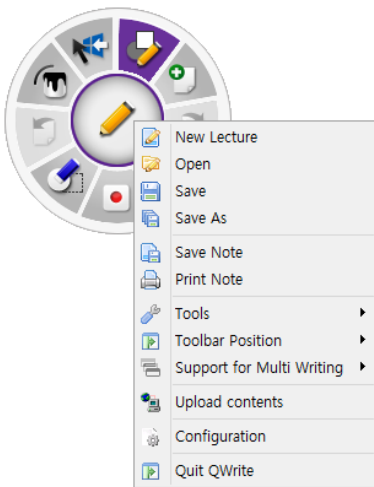 New Lecture
Open
Save
Save As
Save Note
Print Note
Tools
Toolbar Position
Support for Multi Writing
Upload contents
Configuration
Quit QWrite